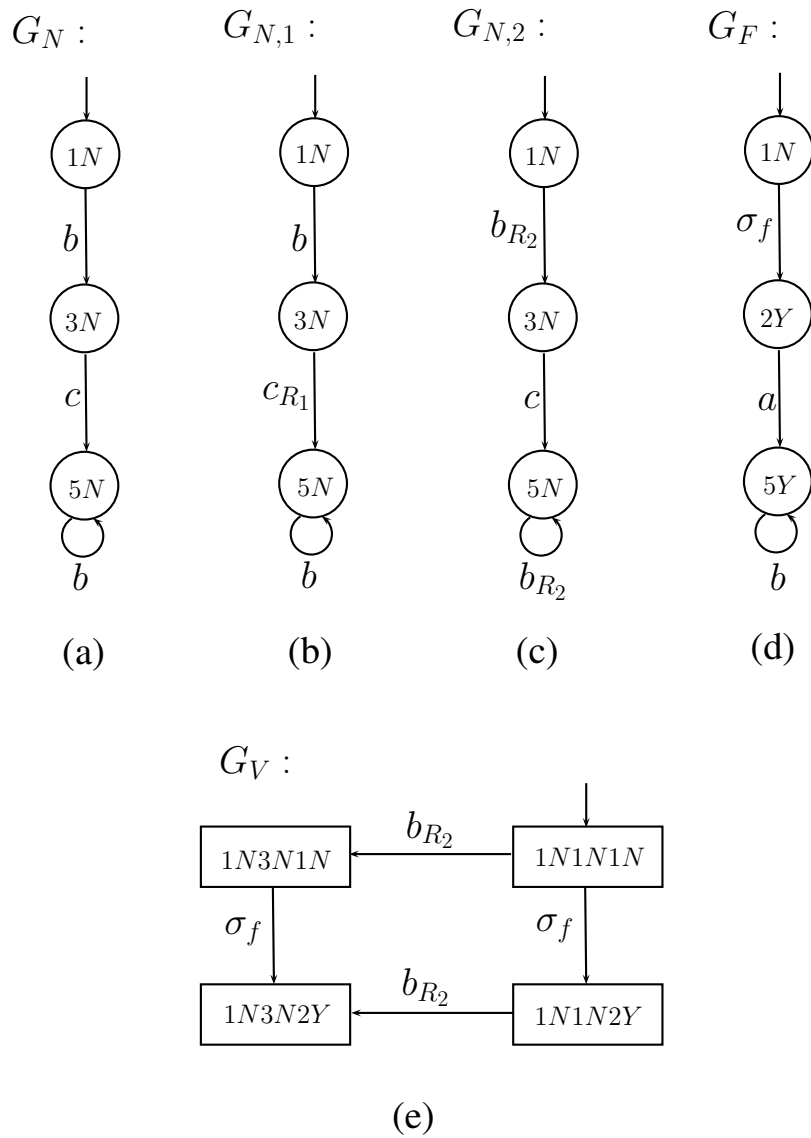 G_N : G_{N,1} : G_{N,2} : G_F :
1N 1N 1N 1N
b b b_{R_2} σ_f
3N 3N 3N 2Y
c c_{R_1} c a
5N 5N 5N 5Y
b b b_{R_2} b
(a) (b) (c) (d)
G_V :
b_{R_2}
1N3N1N 1N1N1N
σ_f σ_f
b_{R_2}
1N3N2Y 1N1N2Y
(e)